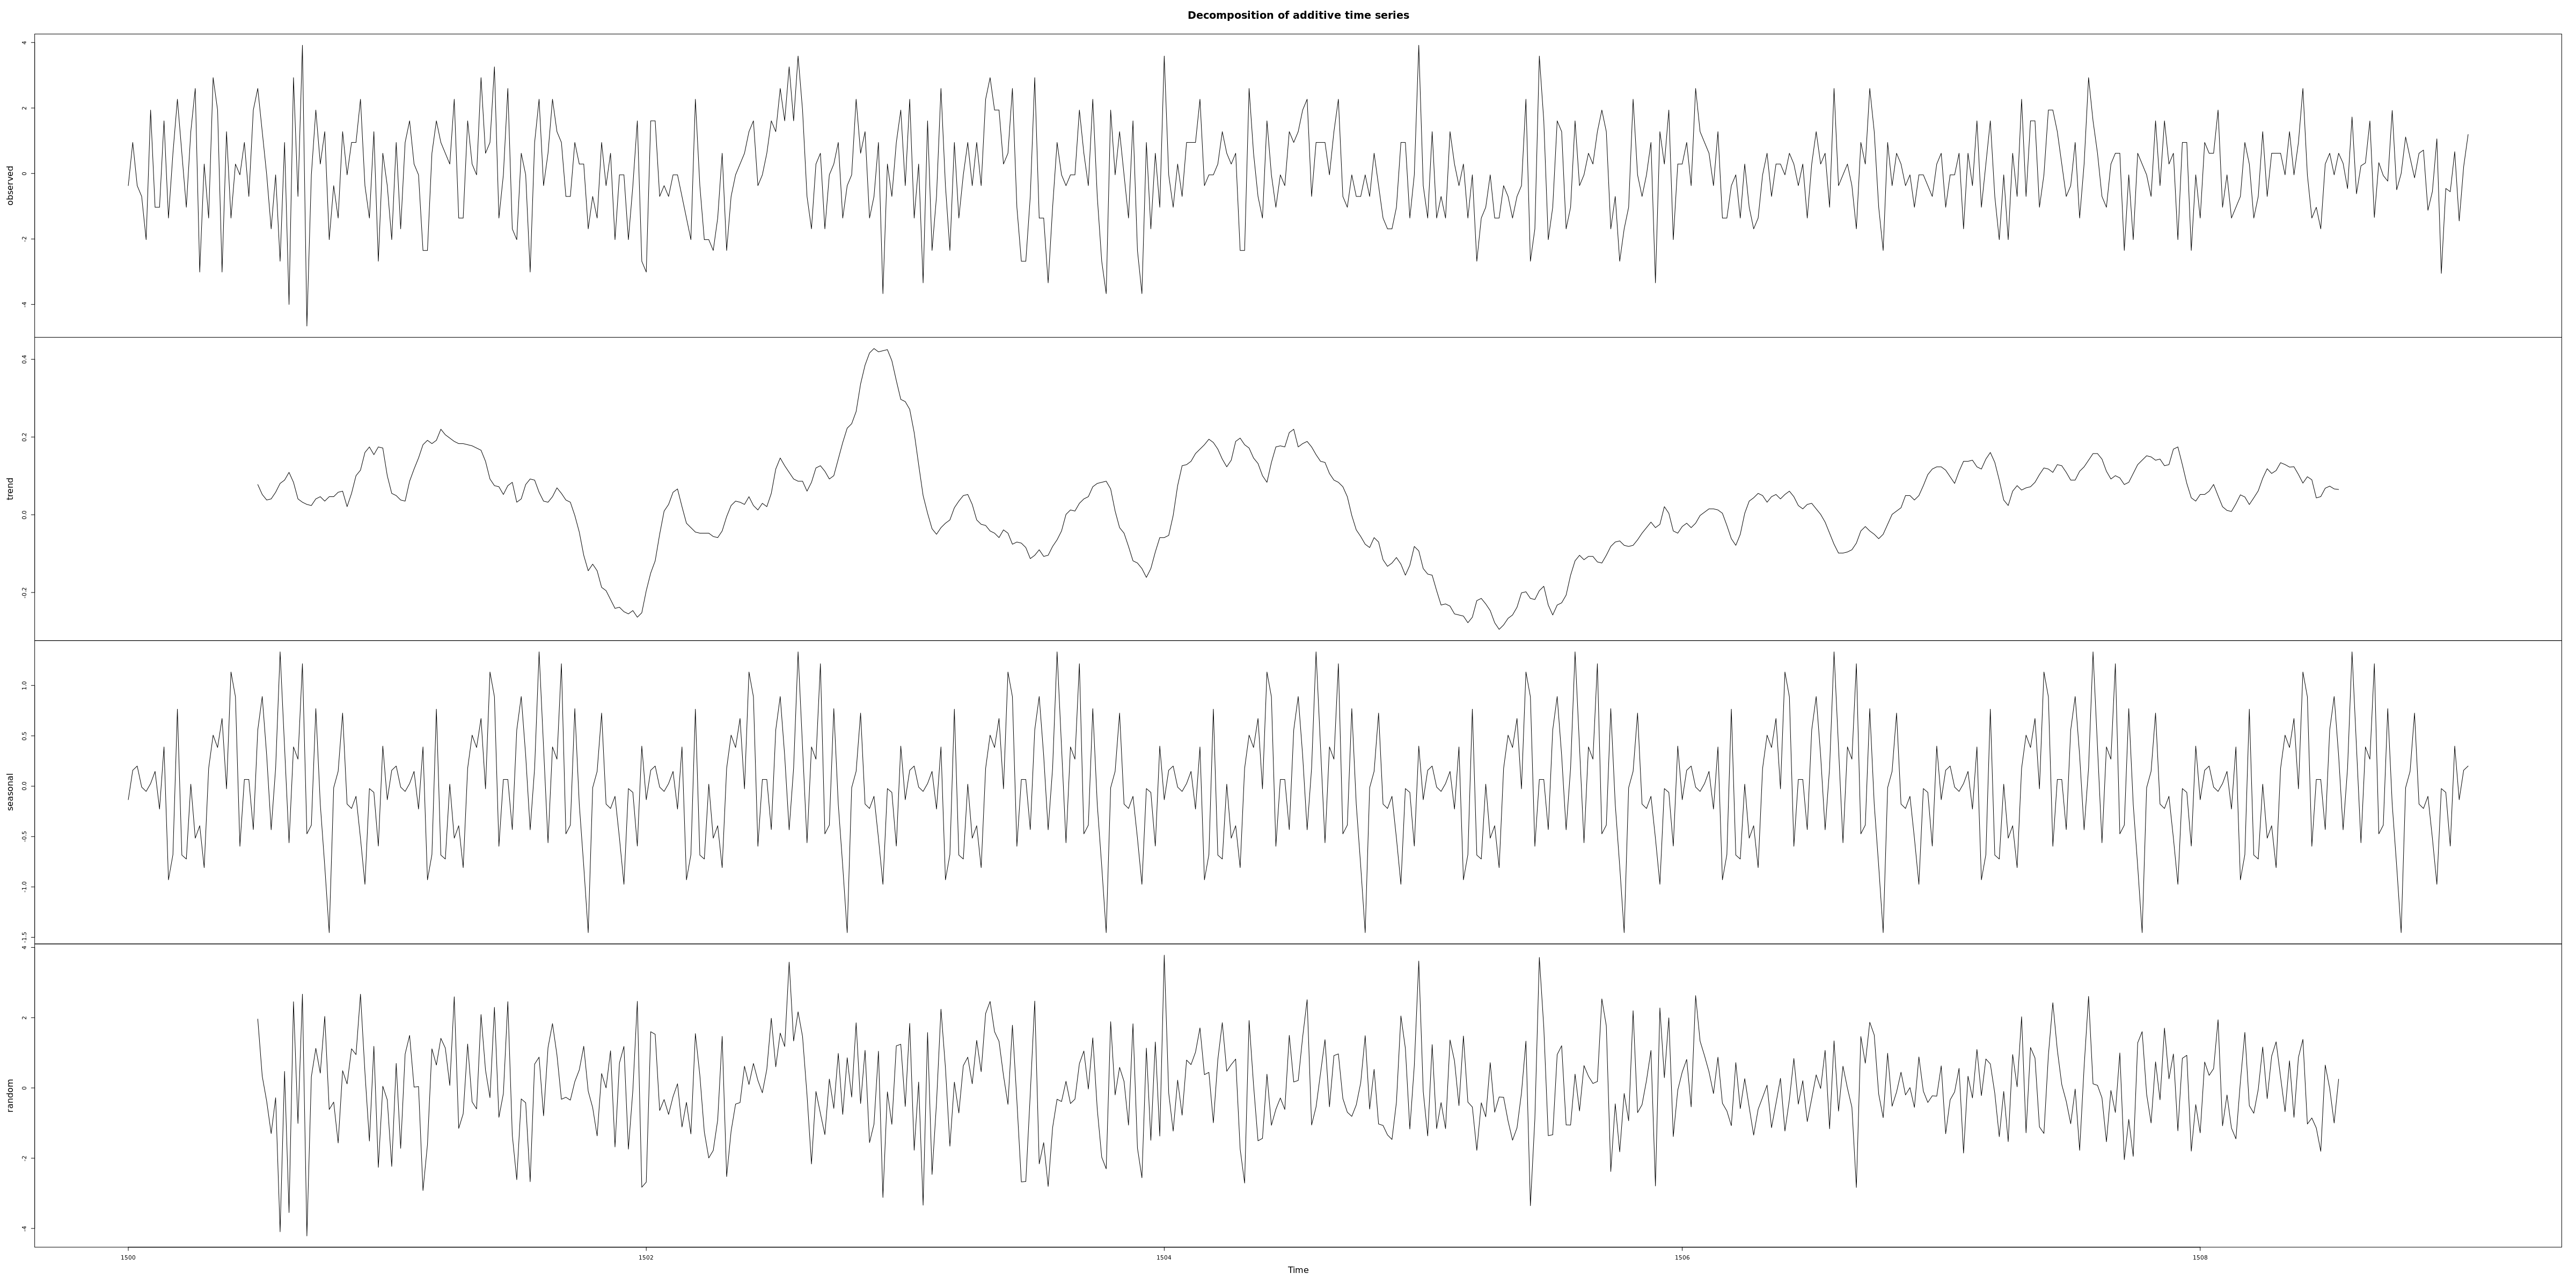 Decomposition of additive time series
observed
4
2
0
-2
-4
trend
0.4
0.2
0.0
-0.2
seasonal
1.0
0.5
0.0
-0.5
-1.0
-1.5
random
4
2
0
-2
-4
1500 1502 1504 1506 1508
Time